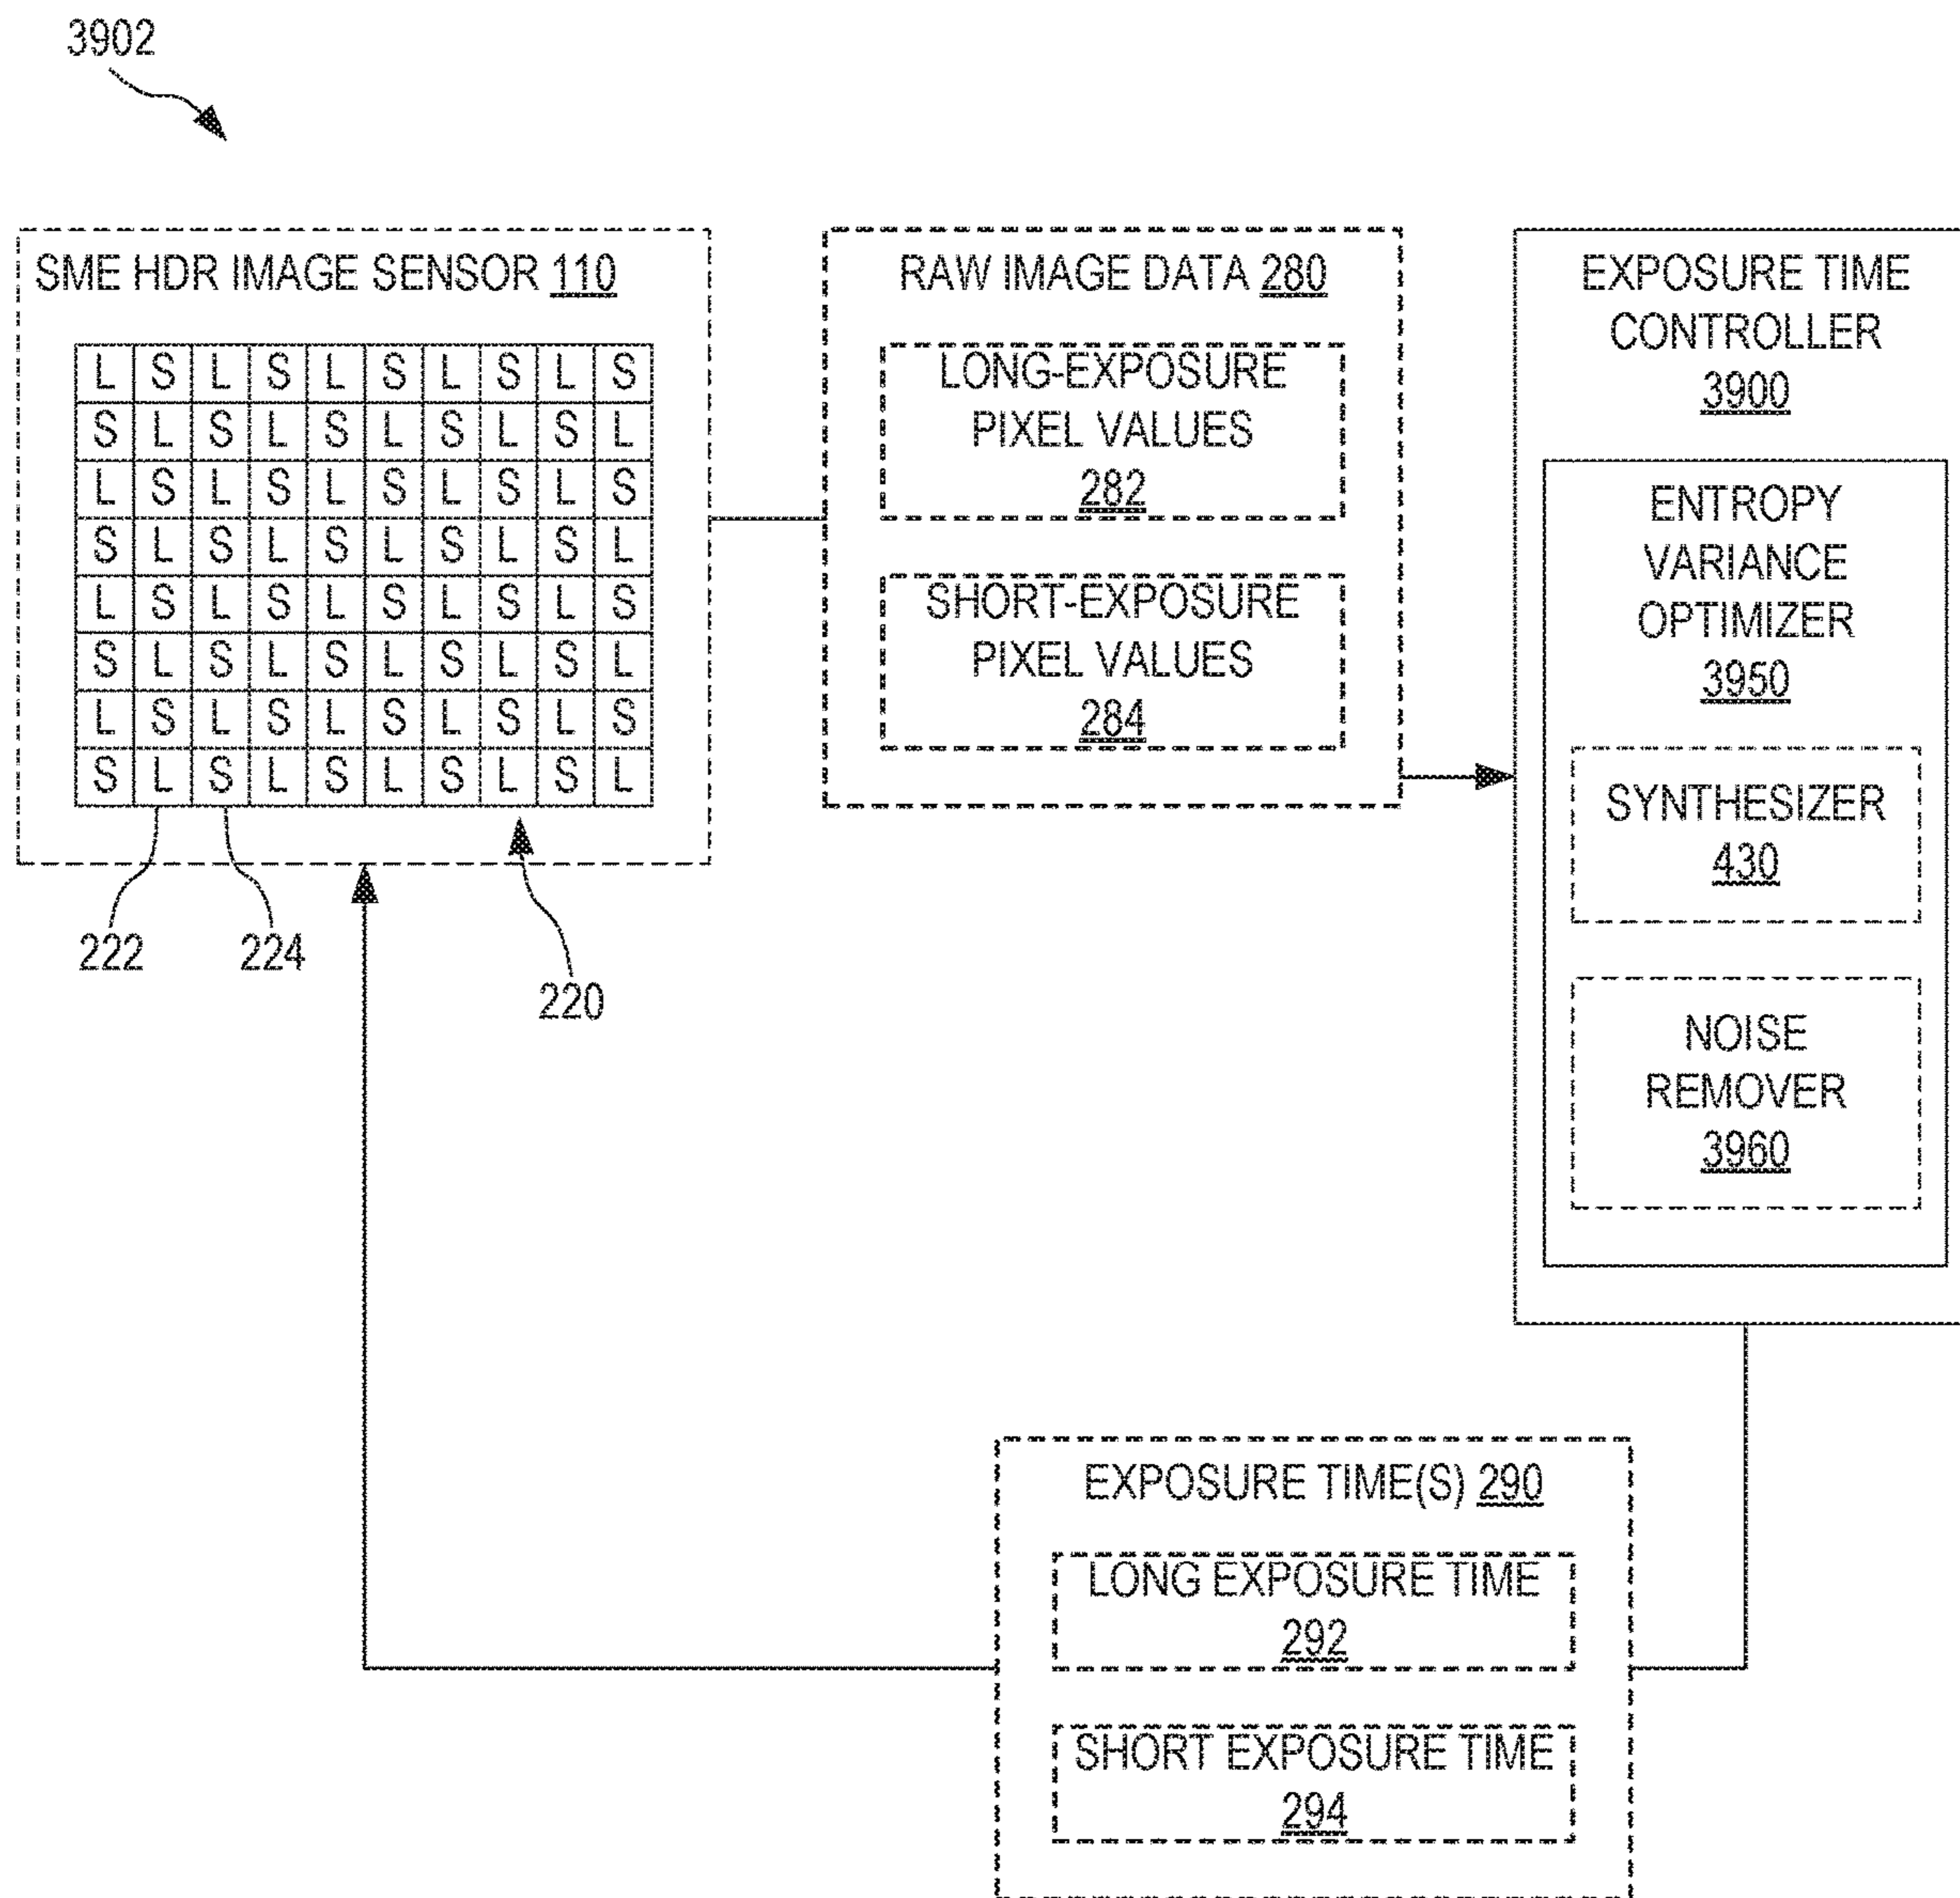 3902
SME HDR IMAGE SENSOR 110
L S L S L S L S L S
S L S L S L S L S L
L S L S L S L S L S
S L S L S L S L S L
L S L S L S L S L S
S L S L S L S L S L
L S L S L S L S L S
S L S L S L S L S L
222
224
220
RAW IMAGE DATA 280
LONG-EXPOSURE
PIXEL VALUES
282
SHORT-EXPOSURE
PIXEL VALUES
284
EXPOSURE TIME
CONTROLLER
3900
ENTROPY
VARIANCE
OPTIMIZER
3950
SYNTHESIZER
430
NOISE
REMOVER
3960
EXPOSURE TIME(S) 290
LONG EXPOSURE TIME
292
SHORT EXPOSURE TIME
294